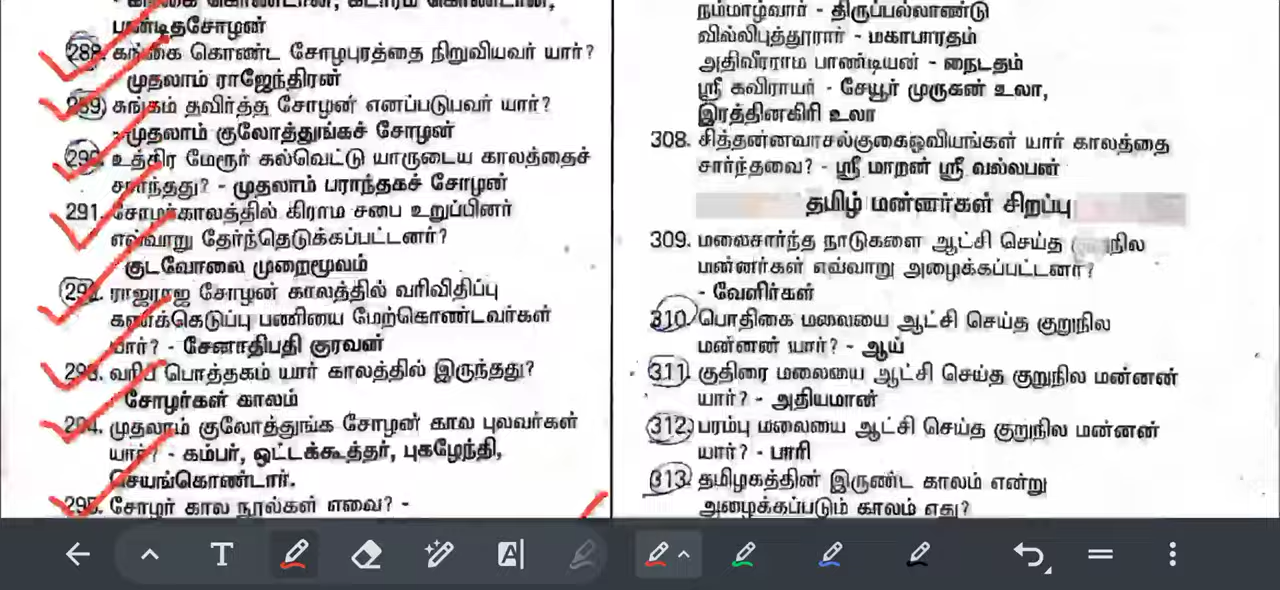 பாண்டிதசோழன்
288. கங்கை கொண்ட சோழபுரத்தை நிறுவியவர் யார்?
முதலாம் ராஜேந்திரன்
289) சுங்கம் தவிர்த்த சோழன் எனப்படுபவர் யார்?
- முதலாம் குலோத்துங்கச் சோழன்
290. உத்திர மேரூர் கல்வெட்டு யாருடைய காலத்தைச்
சார்ந்தது? - முதலாம் பராந்தகச் சோழன்
291. சோழர்காலத்தில் கிராம சபை உறுப்பினர்
எவ்வாறு தேர்ந்தெடுக்கப்பட்டனர்?
குடவோலை முறைமூலம்
292. ராஜராஜ சோழன் காலத்தில் வரிவிதிப்பு
கணக்கெடுப்பு பணியை மேற்கொண்டவர்கள்
யார்? - சேனாதிபதி குரவன்
293. வரிப் பொத்தகம் யார் காலத்தில் இருந்தது?
சோழர்கள் காலம்
294. முதலாம் குலோத்துங்க சோழன் கால புலவர்கள்
யார்? - கம்பர், ஒட்டக்கூத்தர், புகழேந்தி,
செயங்கொண்டார்.
295. சோழர் கால நூல்கள் எவை? -
நம்மாழ்வார் - திருப்பல்லாண்டு
வில்லிபுத்தூரார் - மகாபாரதம்
அதிவீரராம பாண்டியன் - நைடதம்
ஸ்ரீ கவிராயர் - சேயூர் முருகன் உலா,
இரத்தினகிரி உலா
308. சித்தன்னவாசல்குகைஓவியங்கள் யார் காலத்தை
சார்ந்தவை? - ஸ்ரீ மாறன் ஸ்ரீ வல்லபன்
தமிழ் மன்னர்கள் சிறப்பு
309. மலைசார்ந்த நாடுகளை ஆட்சி செய்த நில
மன்னர்கள் எவ்வாறு அழைக்கப்பட்டனர்?
- வேளிர்கள்
310. பொதிகை மலையை ஆட்சி செய்த குறுநில
மன்னன் யார்? - ஆய்
311. குதிரை மலையை ஆட்சி செய்த குறுநில மன்னன்
யார்? - அதியமான்
312. பரம்பு மலையை ஆட்சி செய்த குறுநில மன்னன்
யார்? - பாரி
313. தமிழகத்தின் இருண்ட காலம் என்று
அழைக்கப்படும் காலம் எது?
T
A